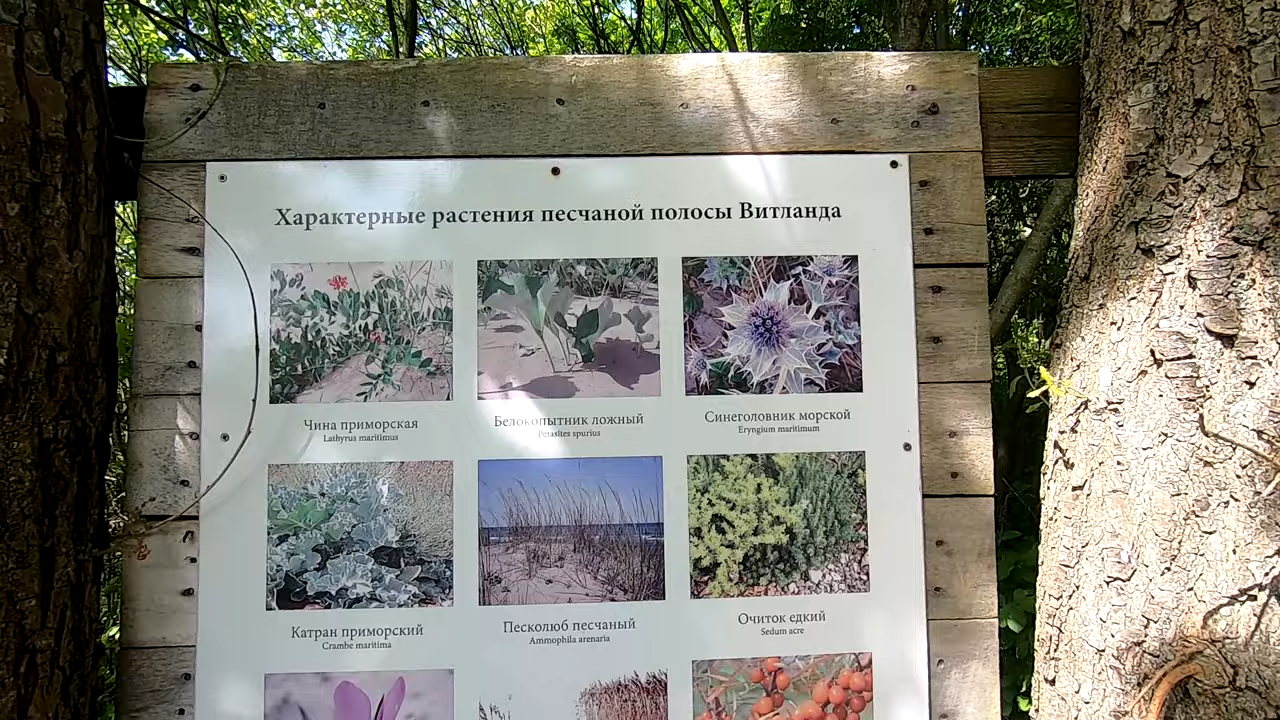 Характерные растения песчаной полосы Витланда
Чина приморская
Lathyrus maritimus
Белокопытник ложный
Petasites spurius
Синеголовник морской
Eryngium maritimum
Катран приморский
Crambe maritima
Песколюб песчаный
Ammophila arenaria
Очиток едкий
Sedum acre